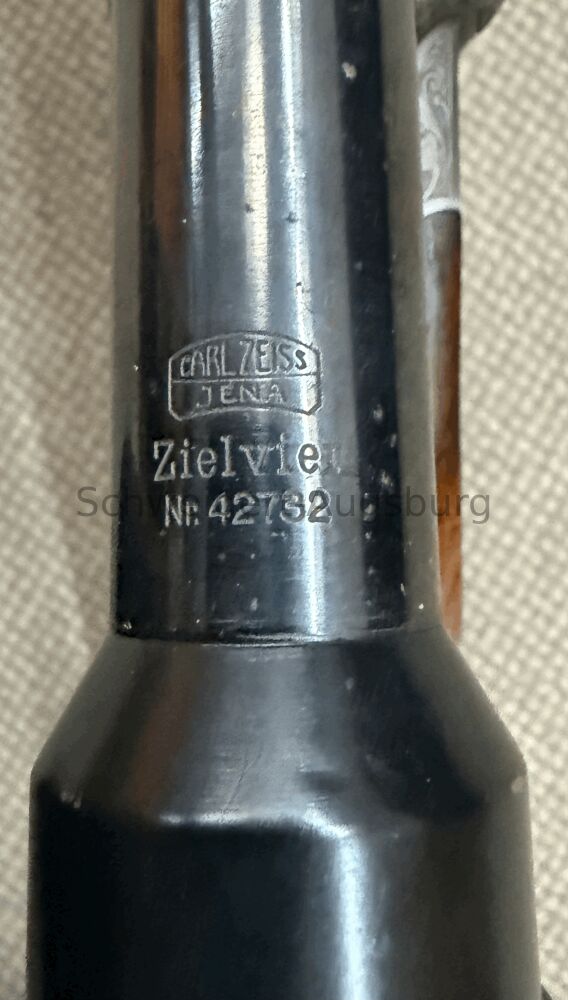 CARL ZEISS
JENA
Zielvier
Nr. 42732